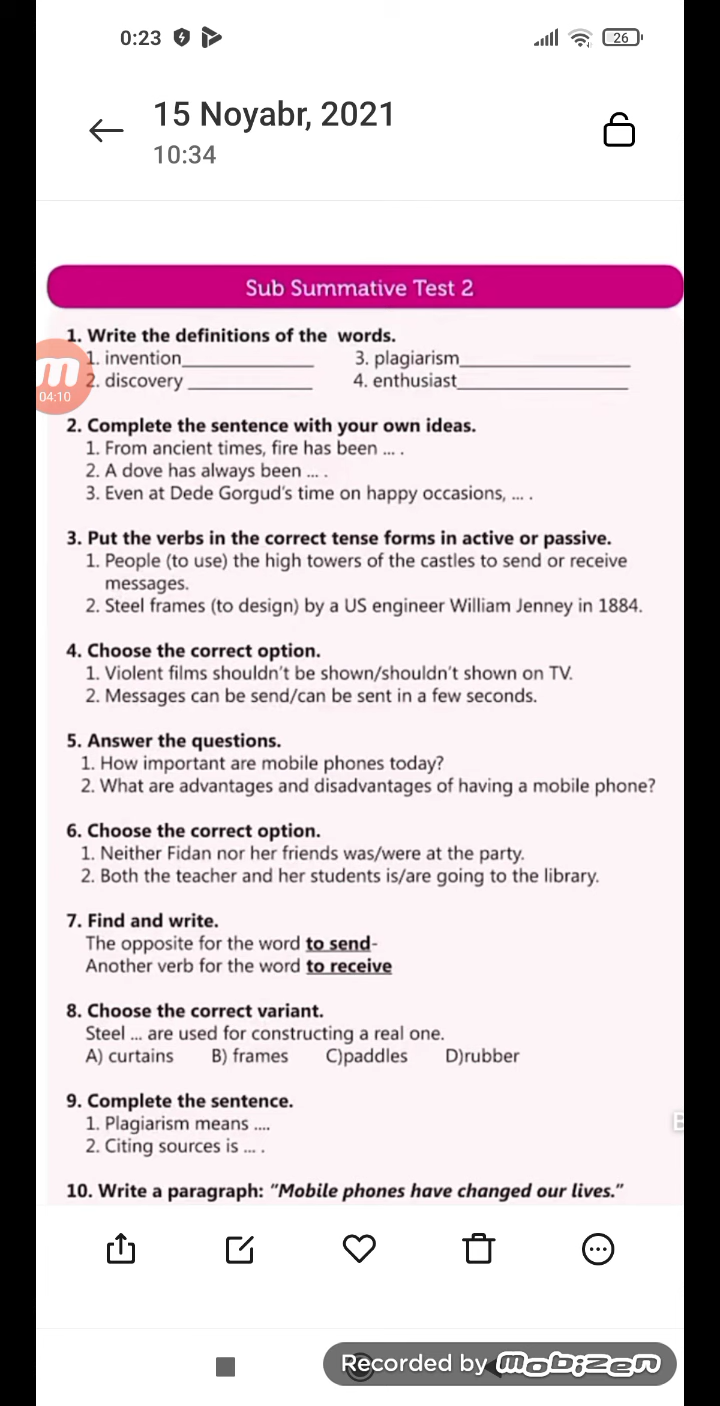 0:23
26
15 Noyabr, 2021
10:34
Sub Summative Test 2
1. Write the definitions of the words.
1. invention_______________ 3. plagiarism____________________
2. discovery ______________ 4. enthusiast____________________
04:10
2. Complete the sentence with your own ideas.
1. From ancient times, fire has been ... .
2. A dove has always been ... .
3. Even at Dede Gorgud's time on happy occasions, ... .
3. Put the verbs in the correct tense forms in active or passive.
1. People (to use) the high towers of the castles to send or receive
messages.
2. Steel frames (to design) by a US engineer William Jenney in 1884.
4. Choose the correct option.
1. Violent films shouldn't be shown/shouldn't shown on TV.
2. Messages can be send/can be sent in a few seconds.
5. Answer the questions.
1. How important are mobile phones today?
2. What are advantages and disadvantages of having a mobile phone?
6. Choose the correct option.
1. Neither Fidan nor her friends was/were at the party.
2. Both the teacher and her students is/are going to the library.
7. Find and write.
The opposite for the word to send-
Another verb for the word to receive
8. Choose the correct variant.
Steel ... are used for constructing a real one.
A) curtains B) frames C)paddles D)rubber
9. Complete the sentence.
1. Plagiarism means ....
2. Citing sources is ... .
10. Write a paragraph: "Mobile phones have changed our lives."
Recorded by mobizen